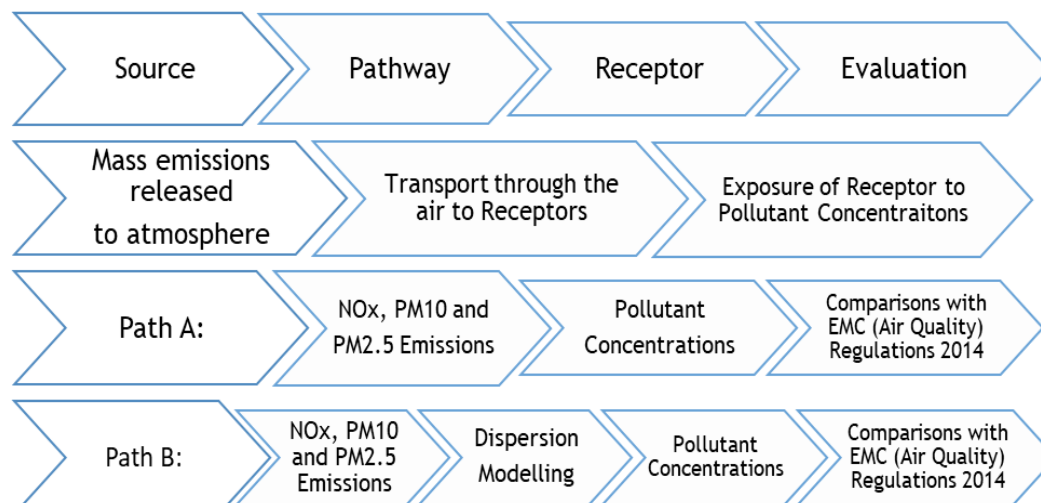 Source
Pathway
Receptor
Evaluation
Mass emissions
released
to atmosphere
Transport through the
air to Receptors
Exposure of Receptor to
Pollutant Concentraitons
Path A:
NOx, PM10 and
PM2.5 Emissions
Pollutant
Concentrations
Comparisons with
EMC (Air Quality)
Regulations 2014
Path B:
NOx, PM10
and PM2.5
Emissions
Dispersion
Modelling
Pollutant
Concentrations
Comparisons with
EMC (Air Quality)
Regulations 2014